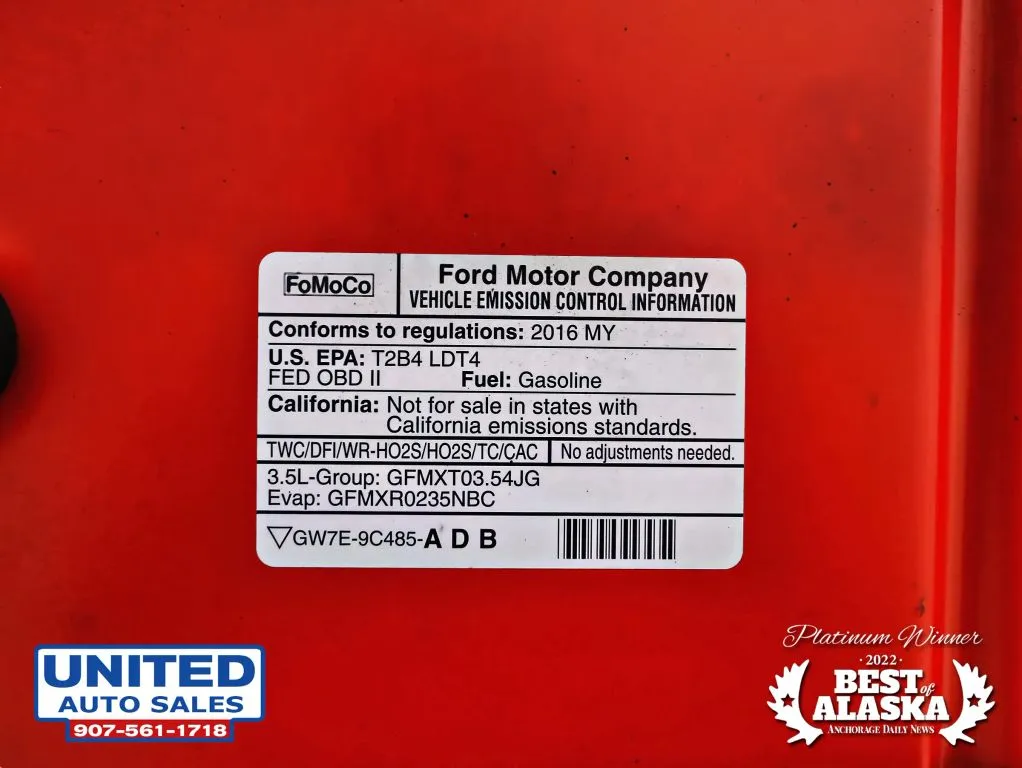 FoMoCo
Ford Motor Company
VEHICLE EMISSION CONTROL INFORMATION
Conforms to regulations: 2016 MY
U.S. EPA: T2B4 LDT4
FED OBD II Fuel: Gasoline
California: Not for sale in states with
California emissions standards.
TWC/DFI/WR-HO2S/HO2S/TC/CAC No adjustments needed.
3.5L-Group: GFMXT03.54JG
Evap: GFMXR0235NBC
GW7E-9C485-A D B
UNITED
AUTO SALES
907-561-1718
Platinum Winner
·2022·
BEST of
ALASKA
ANCHORAGE DAILY NEWS